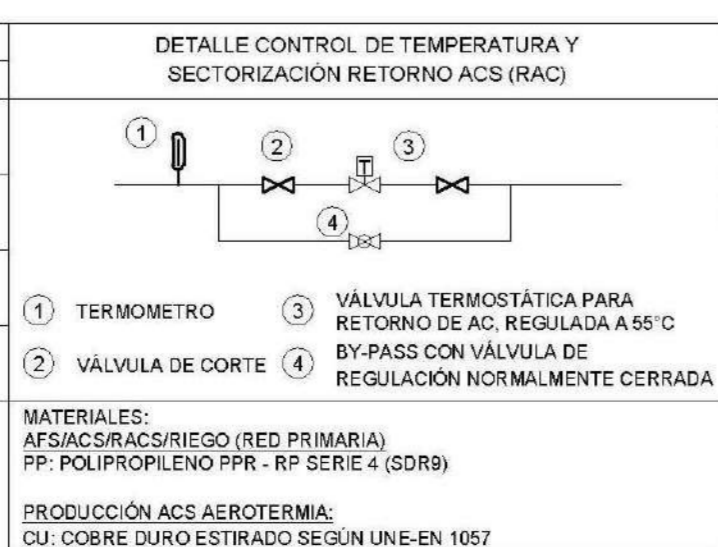 DETALLE CONTROL DE TEMPERATURA Y
SECTORIZACIÓN RETORNO ACS (RAC)
1
2
T
3
4
1 TERMOMETRO
3 VÁLVULA TERMOSTÁTICA PARA
RETORNO DE AC, REGULADA A 55°C
2 VÁLVULA DE CORTE
4 BY-PASS CON VÁLVULA DE
REGULACIÓN NORMALMENTE CERRADA
MATERIALES:
AFS/ACS/RACS/RIEGO (RED PRIMARIA)
PP: POLIPROPILENO PPR - RP SERIE 4 (SDR9)
PRODUCCIÓN ACS AEROTERMIA:
CU: COBRE DURO ESTIRADO SEGÚN UNE-EN 1057